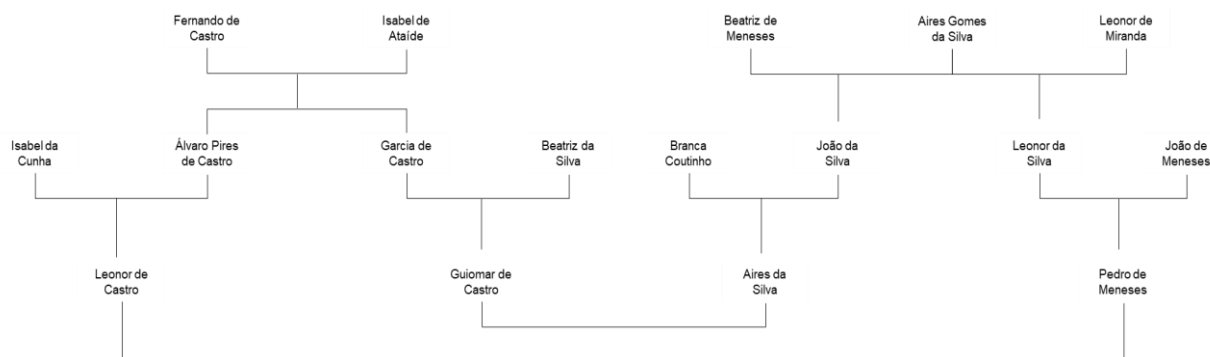 Fernando de
Castro
Isabel de
Ataíde
Beatriz de
Meneses
Aires Gomes
da Silva
Leonor de
Miranda
Isabel da
Cunha
Álvaro Pires
de Castro
Garcia de
Castro
Beatriz da
Silva
Branca
Coutinho
João da
Silva
Leonor da
Silva
João de
Meneses
Leonor de
Castro
Guiomar de
Castro
Aires da
Silva
Pedro de
Meneses